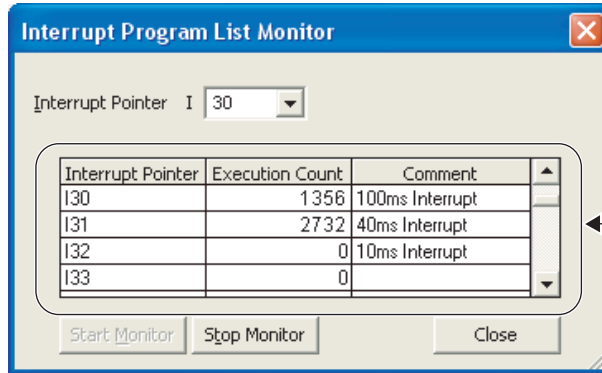 Interrupt Program List Monitor
Interrupt Pointer I 30
Interrupt Pointer Execution Count Comment
I30 1356 100ms Interrupt
I31 2732 40ms Interrupt
I32 0 10ms Interrupt
I33 0
Start Monitor Stop Monitor Close